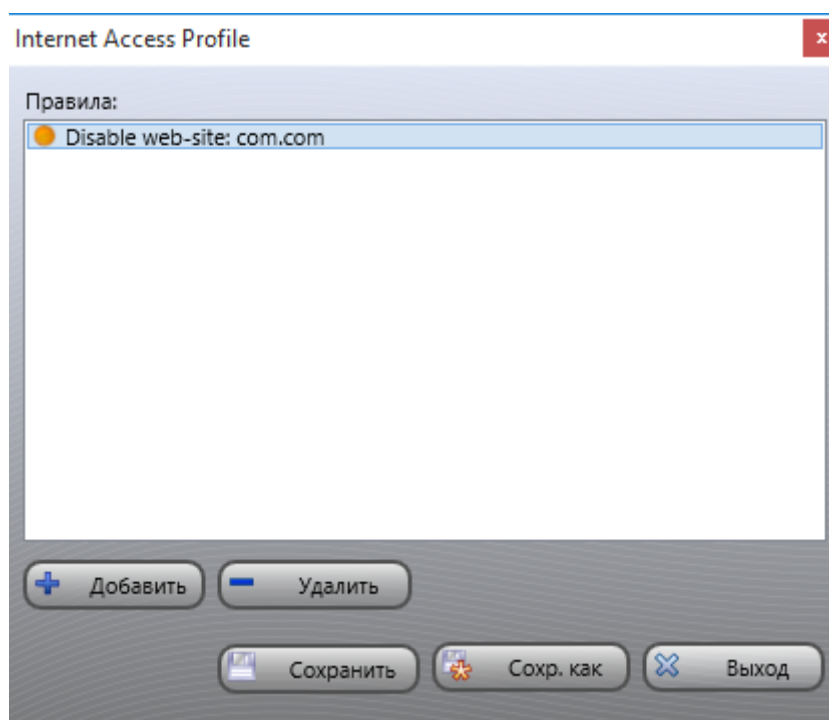 Internet Access Profile
x
Правила:
Disable web-site: com.com
Добавить Удалить
Сохранить Сохр. как Выход